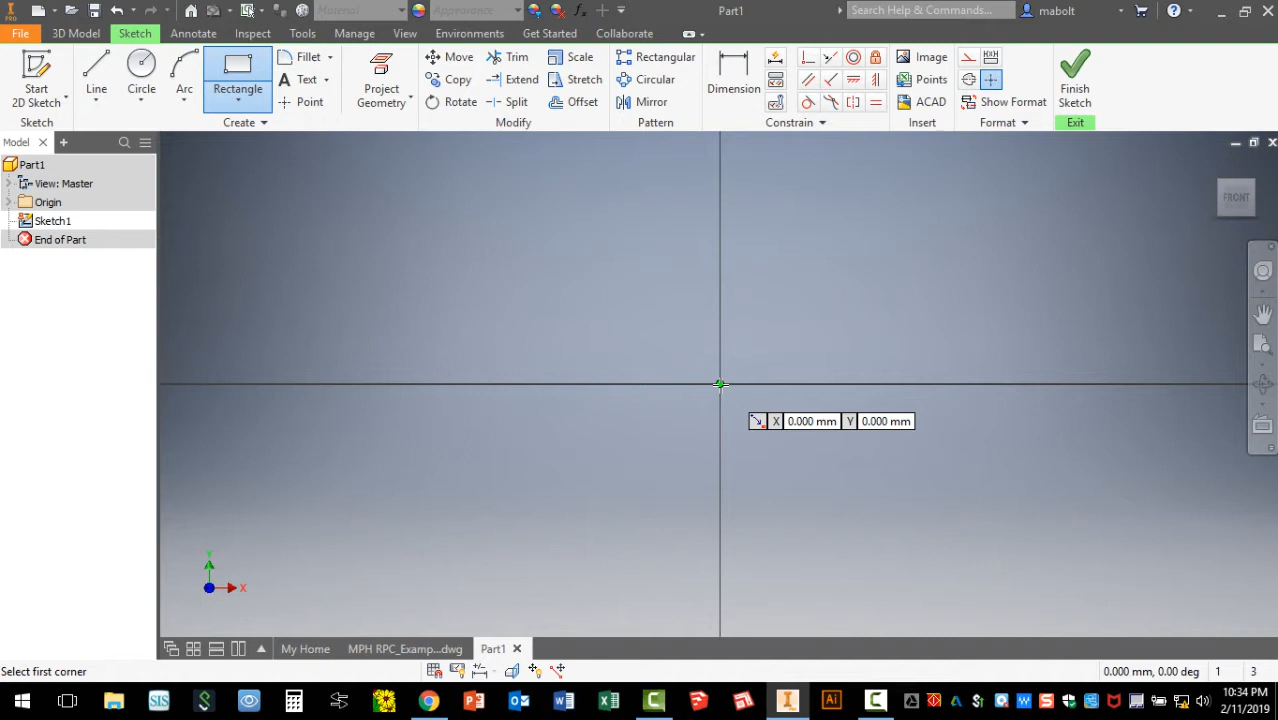 Material
Appearance
Part1
Search Help & Commands...
mabolt
PRO
File
3D Model
Sketch
Annotate
Inspect
Tools
Manage
View
Environments
Get Started
Collaborate
Start
2D Sketch
Line
Circle
Arc
Rectangle
Fillet
Text
Point
Project
Geometry
Move
Copy
Rotate
Trim
Extend
Split
Scale
Stretch
Offset
Rectangular
Circular
Mirror
Dimension
Image
Points
ACAD
Show Format
Finish
Sketch
Sketch
Create
Modify
Pattern
Constrain
Insert
Format
Exit
Model
Part1
View: Master
Origin
Sketch1
End of Part
FRONT
X 0.000 mm Y 0.000 mm
Y
X
My Home
MPH RPC_Examp...dwg
Part1
Select first corner
0.000 mm, 0.00 deg 1 3
10:34 PM
2/11/2019